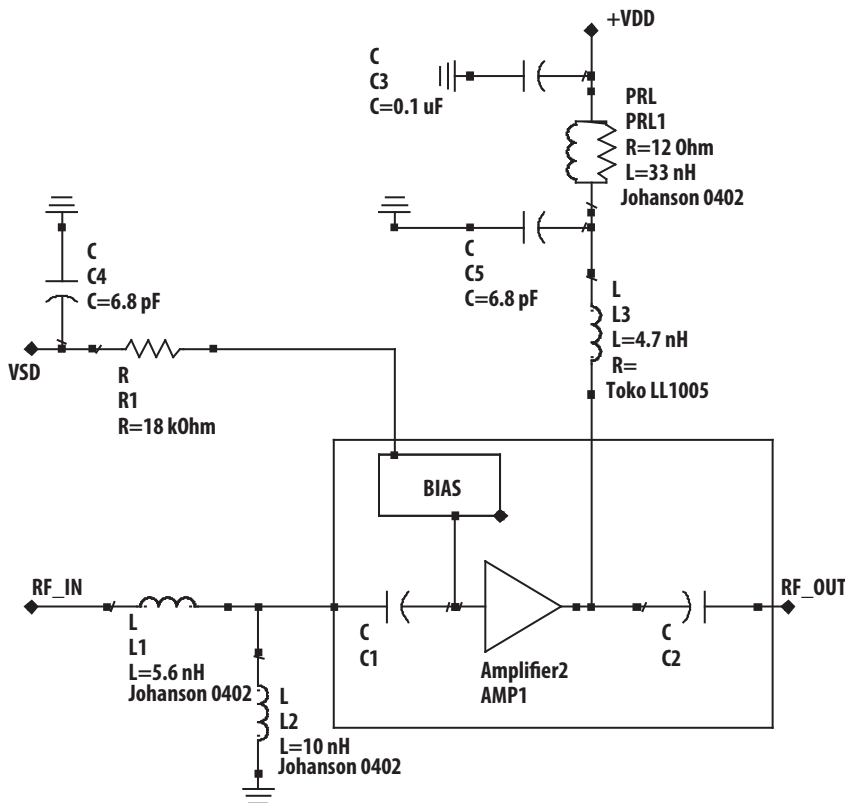 +VDD
C
C3
C=0.1 uF
PRL
PRL1
R=12 Ohm
L=33 nH
Johanson 0402
C
C4
C=6.8 pF
C
C5
C=6.8 pF
L
L3
L=4.7 nH
R=
Toko LL1005
VSD
R
R1
R=18 kOhm
BIAS
RF_IN
RF_OUT
L
L1
L=5.6 nH
Johanson 0402
C
C1
Amplifier2
AMP1
C
C2
L
L2
L=10 nH
Johanson 0402